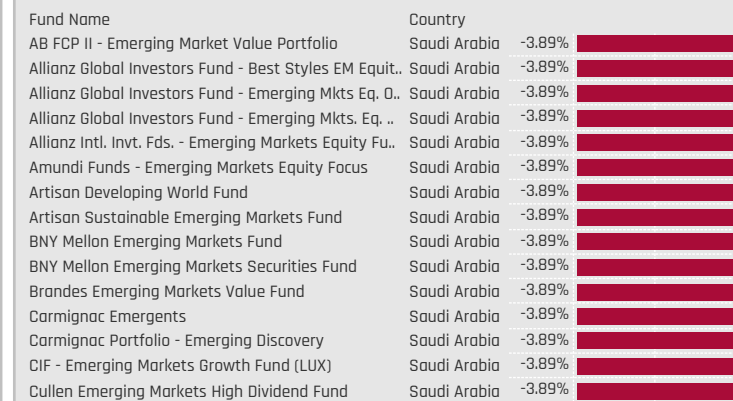 Fund Name Country
AB FCP II - Emerging Market Value Portfolio Saudi Arabia -3.89%
Allianz Global Investors Fund - Best Styles EM Equit.. Saudi Arabia -3.89%
Allianz Global Investors Fund - Emerging Mkts Eq. O.. Saudi Arabia -3.89%
Allianz Global Investors Fund - Emerging Mkts. Eq. .. Saudi Arabia -3.89%
Allianz Intl. Invt. Fds. - Emerging Markets Equity Fu.. Saudi Arabia -3.89%
Amundi Funds - Emerging Markets Equity Focus Saudi Arabia -3.89%
Artisan Developing World Fund Saudi Arabia -3.89%
Artisan Sustainable Emerging Markets Fund Saudi Arabia -3.89%
BNY Mellon Emerging Markets Fund Saudi Arabia -3.89%
BNY Mellon Emerging Markets Securities Fund Saudi Arabia -3.89%
Brandes Emerging Markets Value Fund Saudi Arabia -3.89%
Carmignac Emergents Saudi Arabia -3.89%
Carmignac Portfolio - Emerging Discovery Saudi Arabia -3.89%
CIF - Emerging Markets Growth Fund (LUX) Saudi Arabia -3.89%
Cullen Emerging Markets High Dividend Fund Saudi Arabia -3.89%